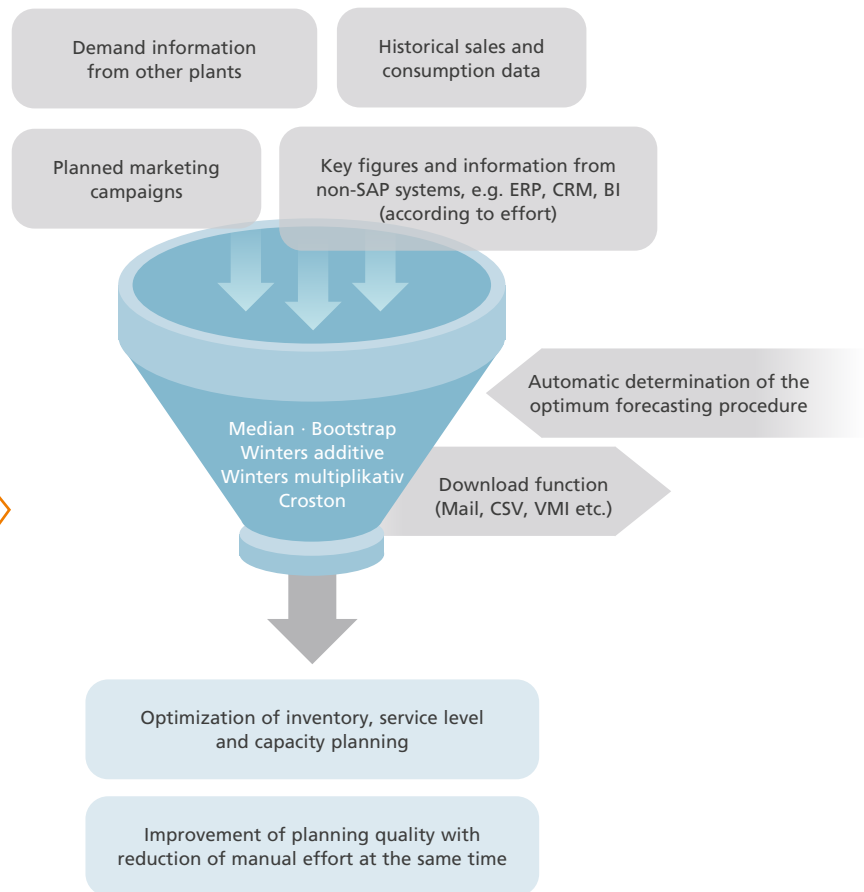 Demand information
from other plants
Historical sales and
consumption data
Planned marketing
campaigns
Key figures and information from
non-SAP systems, e.g. ERP, CRM, BI
(according to effort)
Automatic determination of the
optimum forecasting procedure
Median · Bootstrap
Winters additive
Winters multiplikativ
Croston
Download function
(Mail, CSV, VMI etc.)
Optimization of inventory, service level
and capacity planning
Improvement of planning quality with
reduction of manual effort at the same time